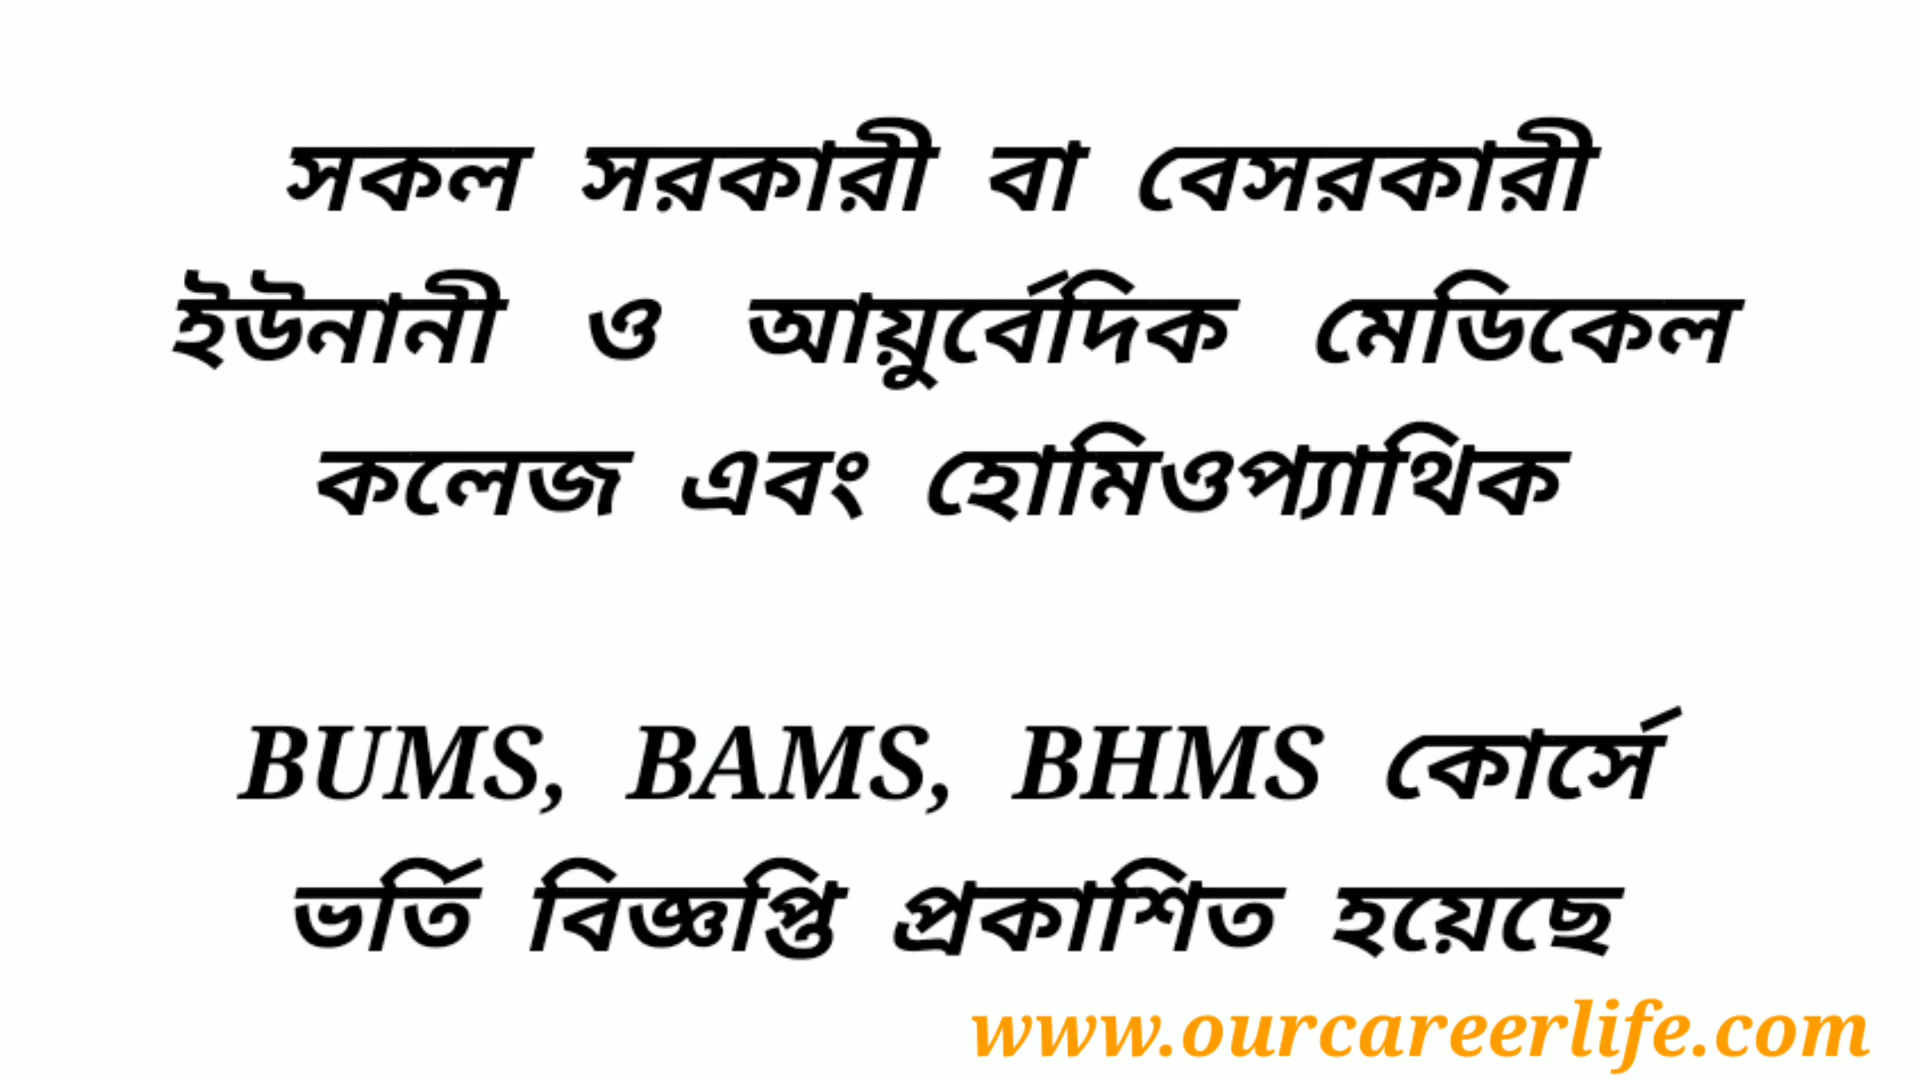 সকল সরকারী বা বেসরকারী
ইউনানী ও আয়ুর্বেদিক মেডিকেল
কলেজ এবং হোমিওপ্যাথিক
BUMS, BAMS, BHMS কোর্সে
ভর্তি বিজ্ঞপ্তি প্রকাশিত হয়েছে
www.ourcareerlife.com